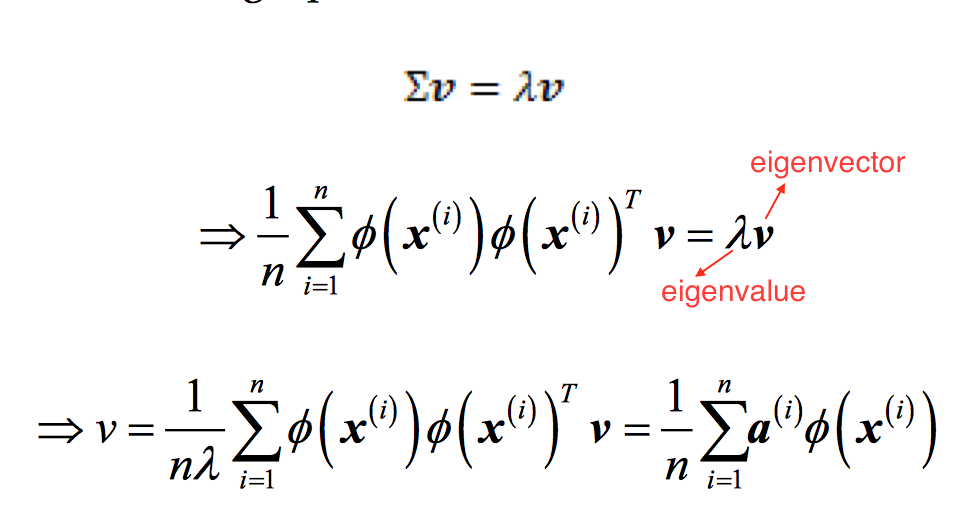 Σv = λv
eigenvector
⇒ 1/n ∑_{i=1}^{n} ϕ(x^{(i)}) ϕ(x^{(i)})^T v = λv
eigenvalue
⇒ v = 1/(nλ) ∑_{i=1}^{n} ϕ(x^{(i)}) ϕ(x^{(i)})^T v = 1/n ∑_{i=1}^{n} a^{(i)} ϕ(x^{(i)})